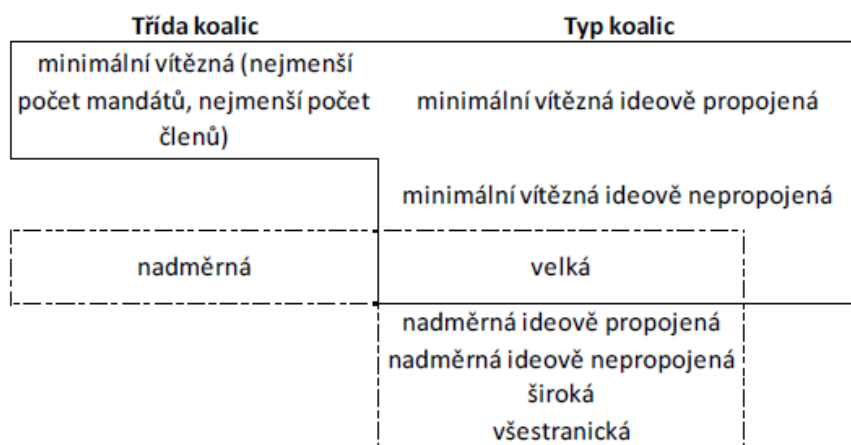 Třída koalic
Typ koalic
minimální vítězná (nejmenší
počet mandátů, nejmenší počet
členů)
minimální vítězná ideově propojená
minimální vítězná ideově nepropojená
nadměrná
velká
nadměrná ideově propojená
nadměrná ideově nepropojená
široká
všestranická